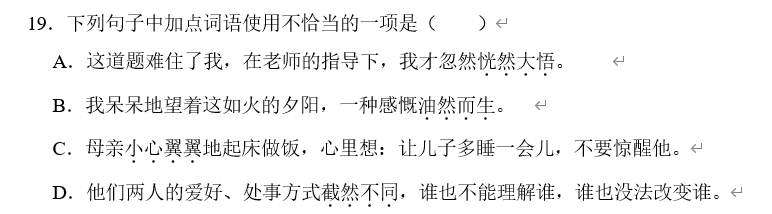 19．下列句子中加点词语使用不恰当的一项是（　　）
A．这道题难住了我，在老师的指导下，我才忽然恍然大悟。
B．我呆呆地望着这如火的夕阳，一种感慨油然而生。
C．母亲小心翼翼地起床做饭，心里想：让儿子多睡一会儿，不要惊醒他。
D．他们两人的爱好、处事方式截然不同，谁也不能理解谁，谁也没法改变谁。